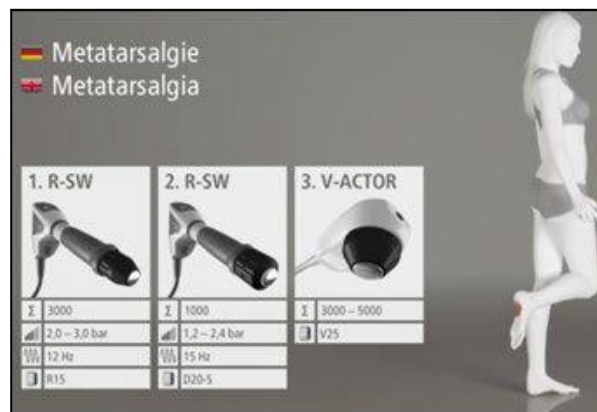 Metatarsalgie
Metatarsalgia
1. R-SW
Σ 3000
2,0 – 3,0 bar
12 Hz
R15
2. R-SW
Σ 1000
1,2 – 2,4 bar
15 Hz
D20-S
3. V-ACTOR
Σ 3000 – 5000
V25